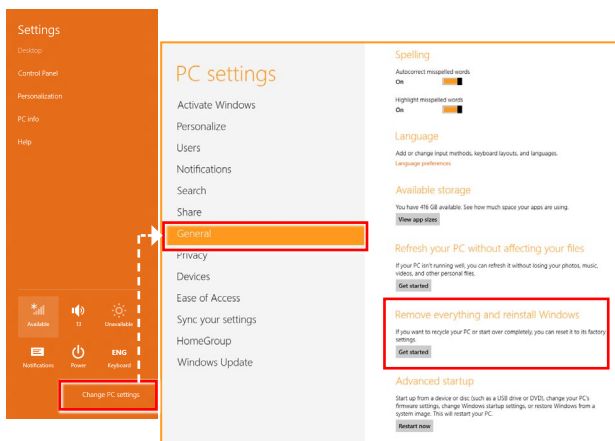 Settings
Desktop
Control Panel
Personalization
PC info
Help
Available
13
Unavailable
Notifications
Power
ENG
Keyboard
Change PC settings
PC settings
Activate Windows
Personalize
Users
Notifications
Search
Share
General
Privacy
Devices
Ease of Access
Sync your settings
HomeGroup
Windows Update
Spelling
Autocorrect misspelled words
On
Highlight misspelled words
On
Language
Add or change input methods, keyboard layouts, and languages.
Language preferences
Available storage
You have 416 GB available. See how much space your apps are using.
View app sizes
Refresh your PC without affecting your files
If your PC isn't running well, you can refresh it without losing your photos, music,
videos, and other personal files.
Get started
Remove everything and reinstall Windows
If you want to recycle your PC or start over completely, you can reset it to its factory
settings.
Get started
Advanced startup
Start up from a device or disc (such as a USB drive or DVD), change your PC's
firmware settings, change Windows startup settings, or restore Windows from a
system image. This will restart your PC.
Restart now